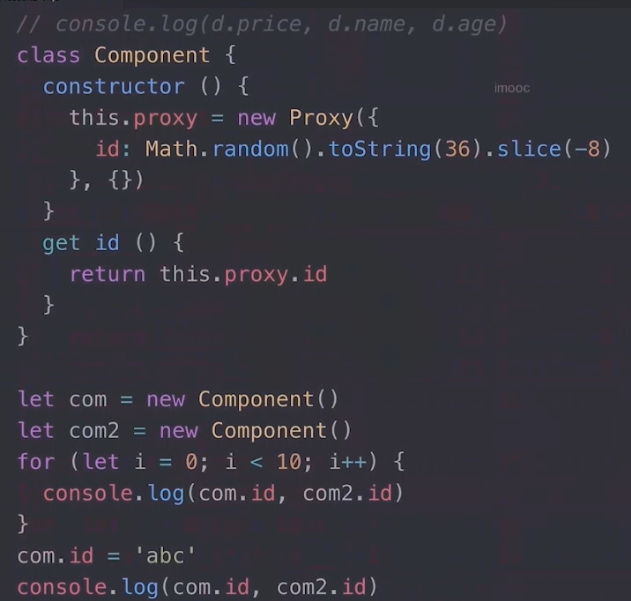 // console.log(d.price, d.name, d.age)
class Component {
constructor () {
imooc
this.proxy = new Proxy({
id: Math.random().toString(36).slice(-8)
}, {})
}
get id () {
return this.proxy.id
}
}
let com = new Component()
let com2 = new Component()
for (let i = 0; i < 10; i++) {
console.log(com.id, com2.id)
}
com.id = 'abc'
console.log(com.id, com2.id)